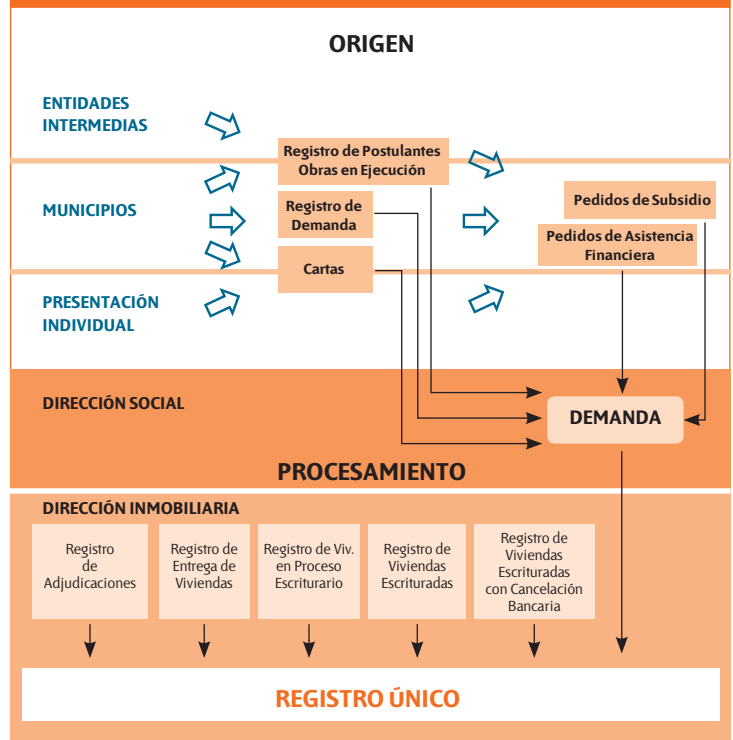 ORIGEN
ENTIDADES
INTERMEDIAS
Registro de Postulantes
Obras en Ejecución
MUNICIPIOS
Registro de
Demanda
Pedidos de Subsidio
Pedidos de Asistencia
Financiera
Cartas
PRESENTACIÓN
INDIVIDUAL
DIRECCIÓN SOCIAL
DEMANDA
PROCESAMIENTO
DIRECCIÓN INMOBILIARIA
Registro
de
Adjudicaciones
Registro de
Entrega de
Viviendas
Registro de Viv.
en Proceso
Escriturario
Registro de
Viviendas
Escrituradas
Registro de
Viviendas
Escrituradas
con Cancelación
Bancaria
REGISTRO ÚNICO